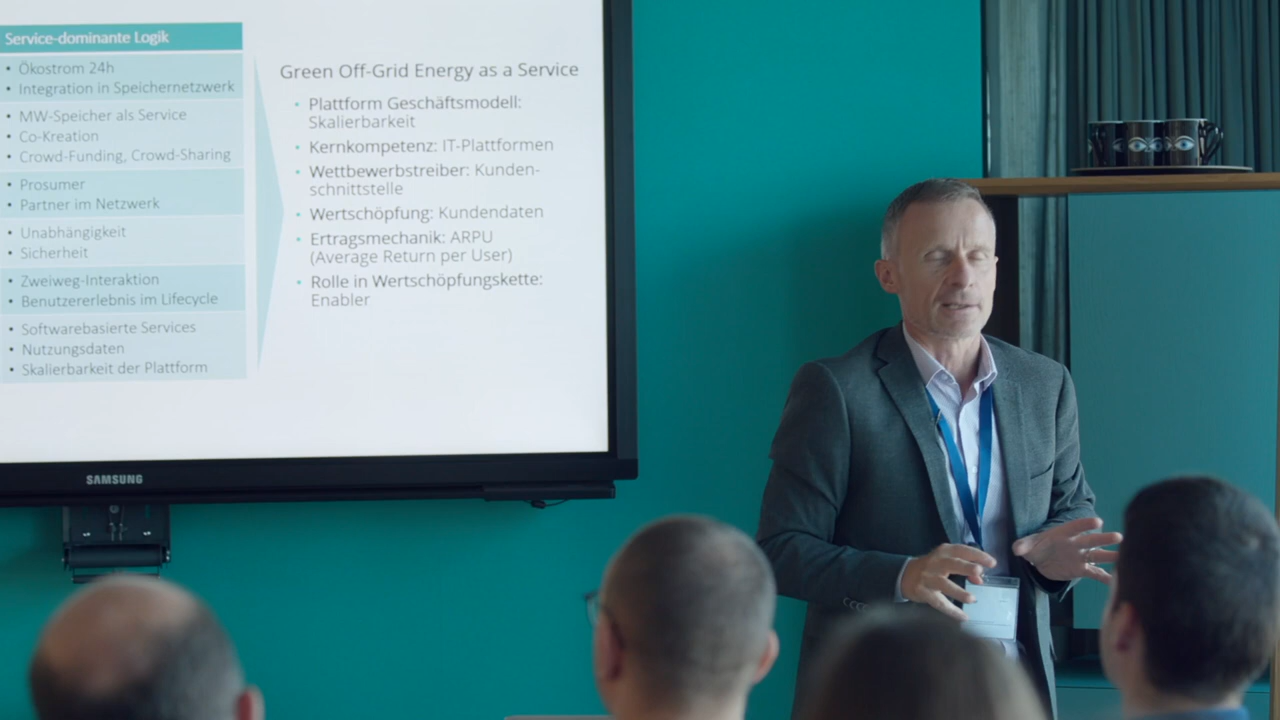 Service-dominante Logik
• Ökostrom 24h
• Integration in Speichernetzwerk
• MW-Speicher als Service
• Co-Kreation
• Crowd-Funding, Crowd-Sharing
• Prosumer
• Partner im Netzwerk
• Unabhängigkeit
• Sicherheit
• Zweiweg-Interaktion
• Benutzererlebnis im Lifecycle
• Softwarebasierte Services
• Nutzungsdaten
• Skalierbarkeit der Plattform
Green Off-Grid Energy as a Service
• Plattform Geschäftsmodell:
Skalierbarkeit
• Kernkompetenz: IT-Plattformen
• Wettbewerbstreiber: Kunden-
schnittstelle
• Wertschöpfung: Kundendaten
• Ertragsmechanik: ARPU
(Average Return per User)
• Rolle in Wertschöpfungskette:
Enabler
SAMSUNG